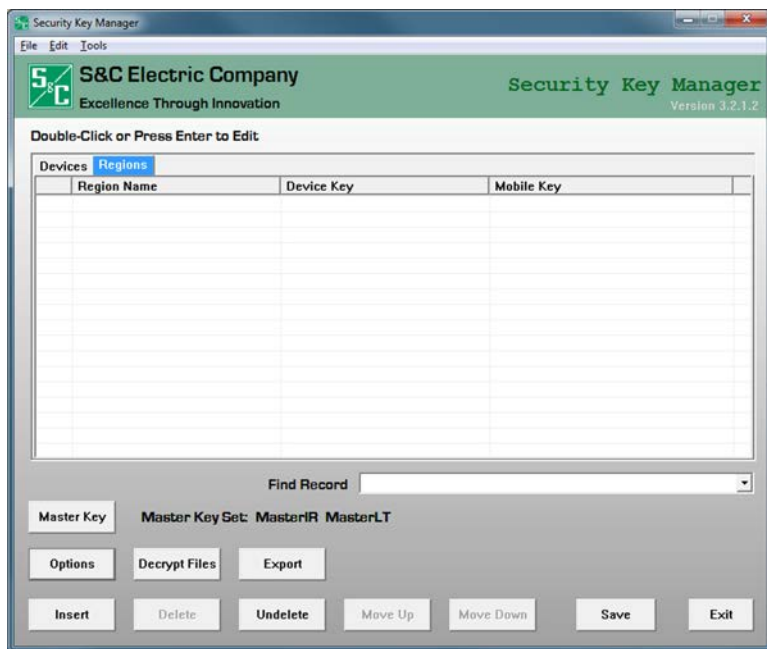 Security Key Manager
File Edit Tools
S&C S&C Electric Company
Excellence Through Innovation
Security Key Manager
Version 3.2.1.2
Double-Click or Press Enter to Edit
Devices Regions
Region Name Device Key Mobile Key
Find Record
Master Key Master Key Set: MasterIR MasterLT
Options Decrypt Files Export
Insert Delete Undelete Move Up Move Down Save Exit